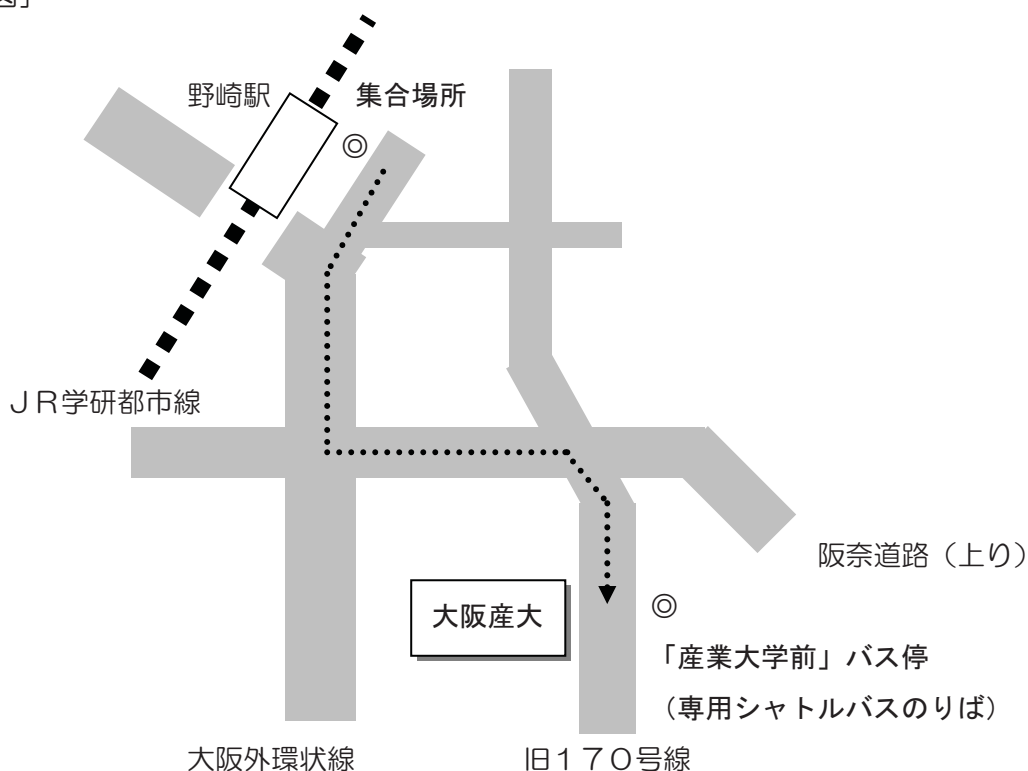 図」
野崎駅
集合場所
◎
JR学研都市線
阪奈道路（上り）
大阪産大
◎
「産業大学前」バス停
（専用シャトルバスのりば）
大阪外環状線
旧１７０号線